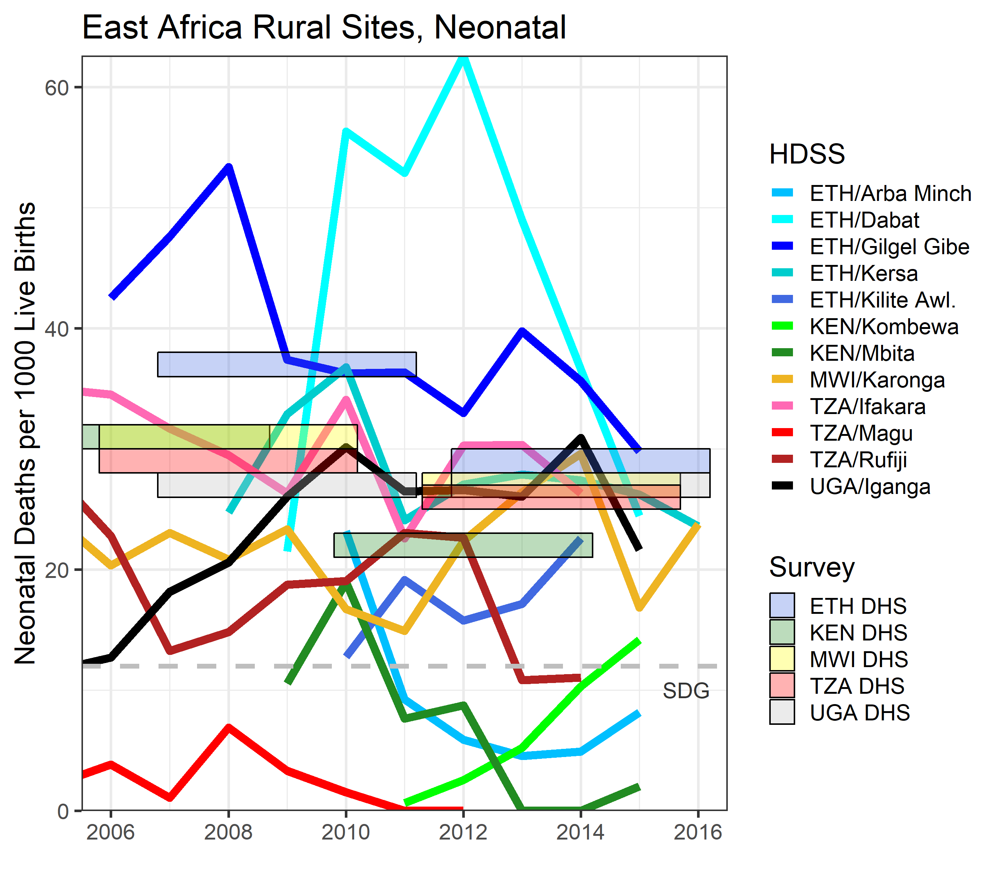 East Africa Rural Sites, Neonatal
Neonatal Deaths per 1000 Live Births
60
40
20
0
2006
2008
2010
2012
2014
2016
SDG
HDSS
ETH/Arba Minch
ETH/Dabat
ETH/Gilgel Gibe
ETH/Kersa
ETH/Kilite Awl.
KEN/Kombewa
KEN/Mbita
MWI/Karonga
TZA/Ifakara
TZA/Magu
TZA/Rufiji
UGA/Iganga
Survey
ETH DHS
KEN DHS
MWI DHS
TZA DHS
UGA DHS